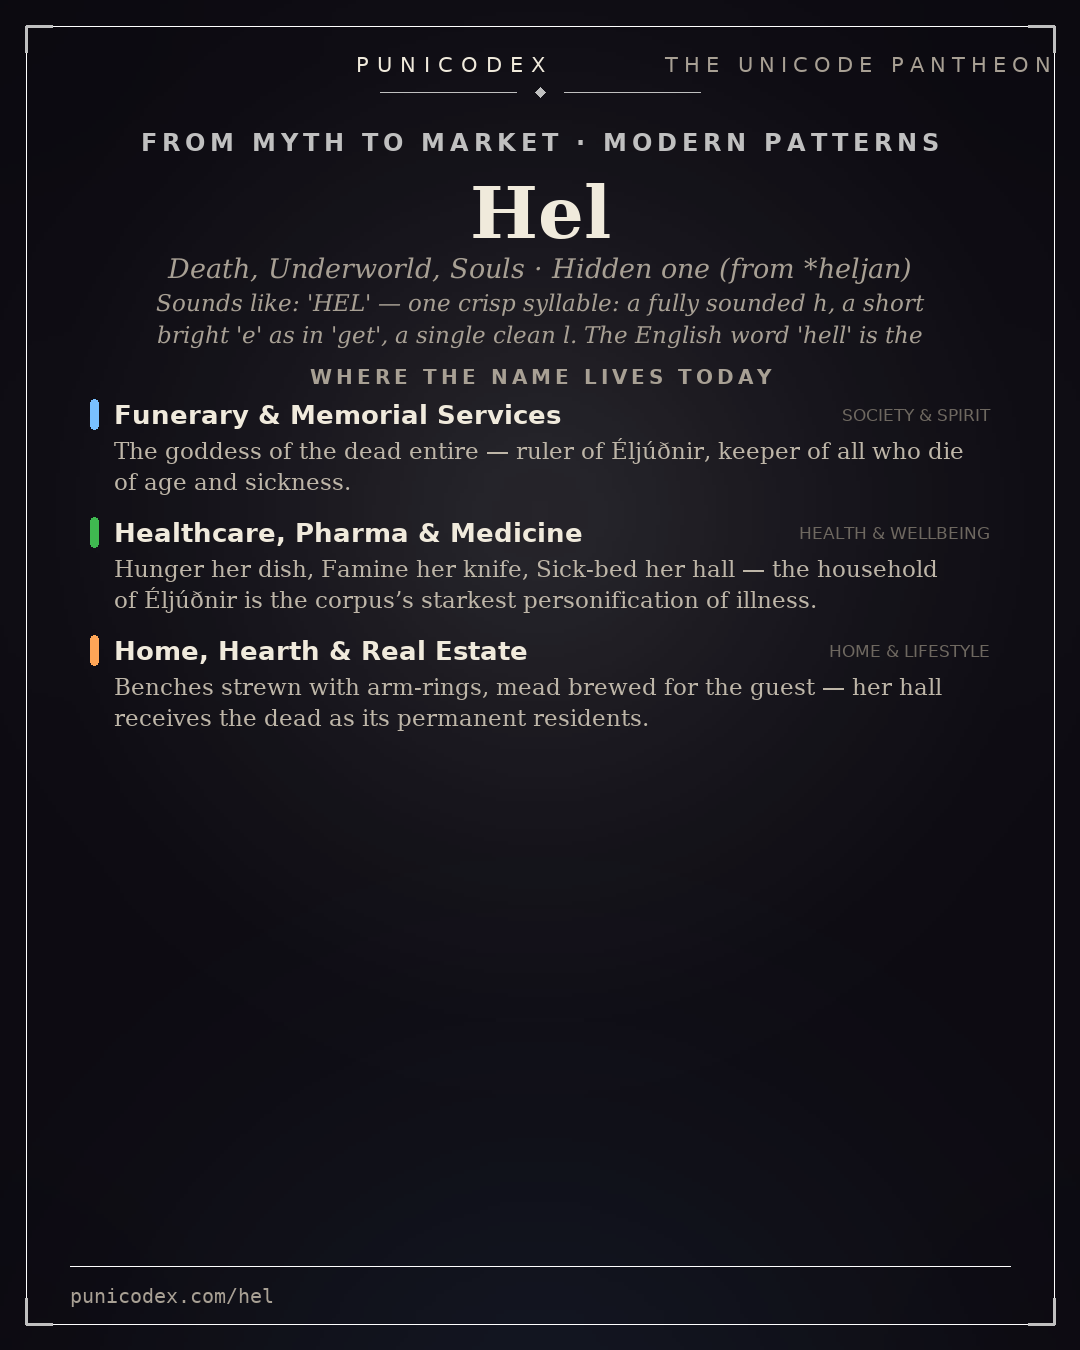 PUNICODEX THE UNICODE PANTHEON
FROM MYTH TO MARKET · MODERN PATTERNS
Hel
Death, Underworld, Souls · Hidden one (from *heljan)
Sounds like: 'HEL' — one crisp syllable: a fully sounded h, a short
bright 'e' as in 'get', a single clean l. The English word 'hell' is the
WHERE THE NAME LIVES TODAY
Funerary & Memorial Services SOCIETY & SPIRIT
The goddess of the dead entire — ruler of Éljúðnir, keeper of all who die
of age and sickness.
Healthcare, Pharma & Medicine HEALTH & WELLBEING
Hunger her dish, Famine her knife, Sick-bed her hall — the household
of Éljúðnir is the corpus’s starkest personification of illness.
Home, Hearth & Real Estate HOME & LIFESTYLE
Benches strewn with arm-rings, mead brewed for the guest — her hall
receives the dead as its permanent residents.
punicodex.com/hel